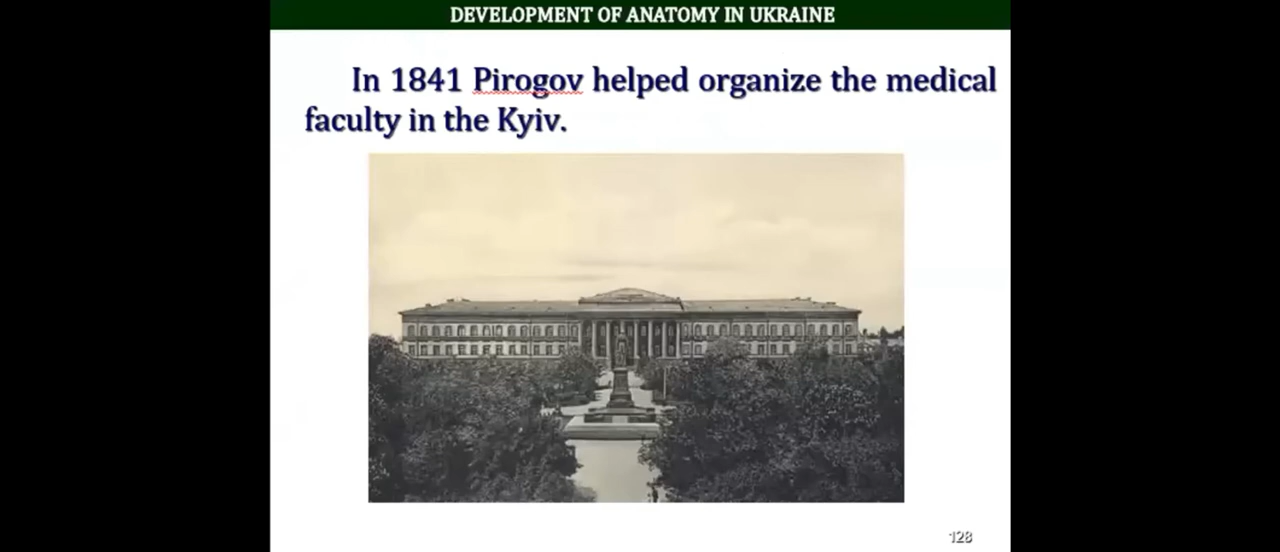 DEVELOPMENT OF ANATOMY IN UKRAINE
In 1841 Pirogov helped organize the medical
faculty in the Kyiv.
128